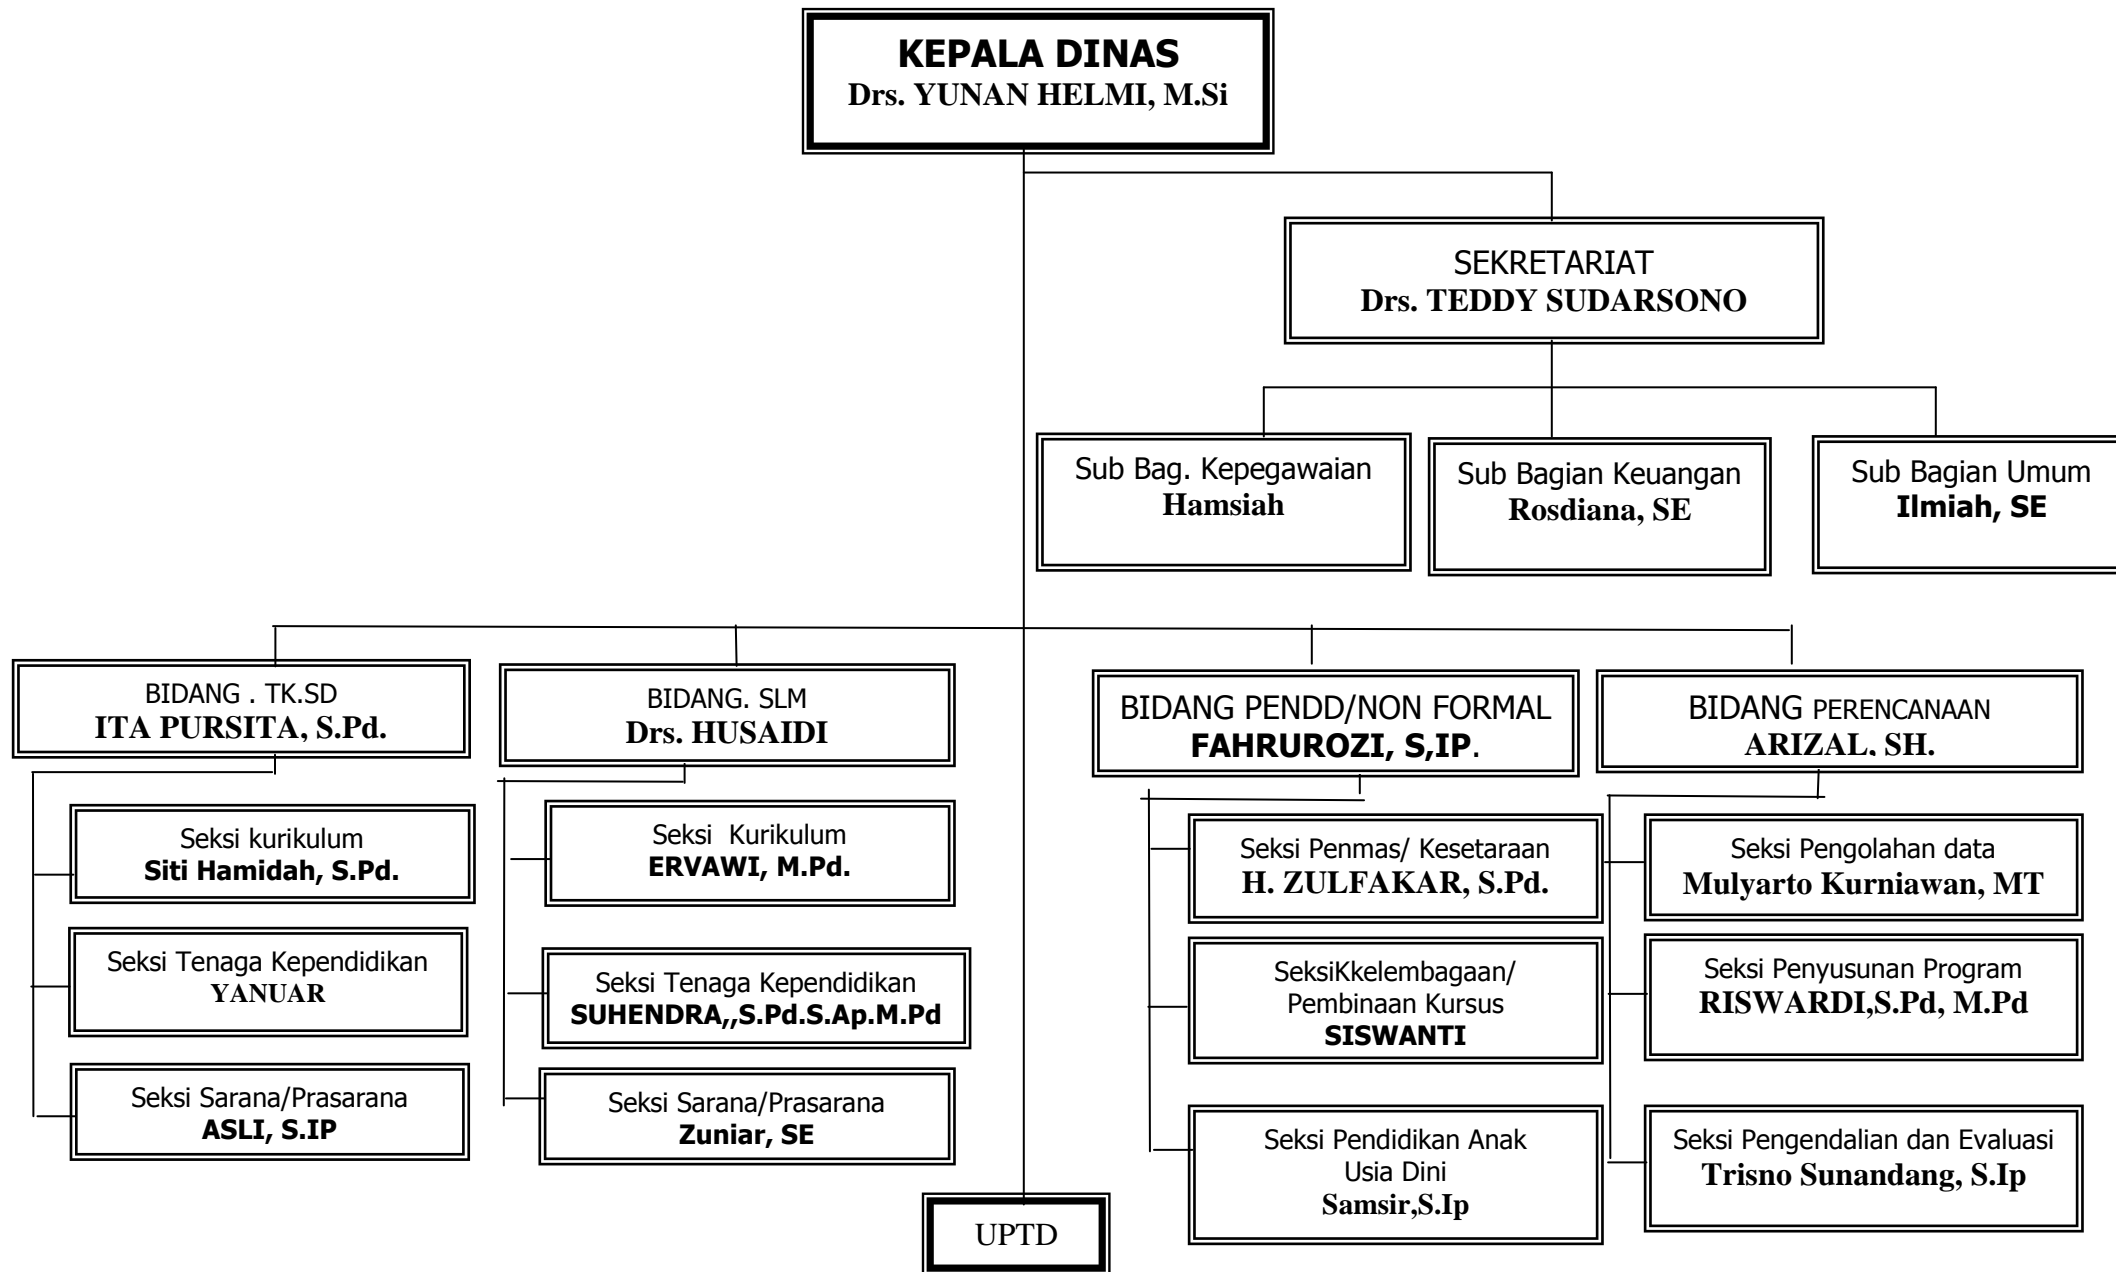 KEPALA DINAS
Drs. YUNAN HELMI, M.Si
SEKRETARIAT
Drs. TEDDY SUDARSONO
Sub Bag. Kepegawaian
Hamsiah
Sub Bagian Keuangan
Rosdiana, SE
Sub Bagian Umum
Ilmiah, SE
BIDANG . TK.SD
ITA PURSITA, S.Pd.
Seksi kurikulum
Siti Hamidah, S.Pd.
Seksi Tenaga Kependidikan
YANUAR
Seksi Sarana/Prasarana
ASLI, S.IP
BIDANG. SLM
Drs. HUSAIDI
Seksi Kurikulum
ERVAWI, M.Pd.
Seksi Tenaga Kependidikan
SUHENDRA,,S.Pd.S.Ap.M.Pd
Seksi Sarana/Prasarana
Zuniar, SE
BIDANG PENDD/NON FORMAL
FAHRUROZI, S,IP.
Seksi Penmas/ Kesetaraan
H. ZULFAKAR, S.Pd.
SeksiKkelembagaan/
Pembinaan Kursus
SISWANTI
Seksi Pendidikan Anak
Usia Dini
Samsir,S.Ip
BIDANG PERENCANAAN
ARIZAL, SH.
Seksi Pengolahan data
Mulyarto Kurniawan, MT
Seksi Penyusunan Program
RISWARDI,S.Pd, M.Pd
Seksi Pengendalian dan Evaluasi
Trisno Sunandang, S.Ip
UPTD